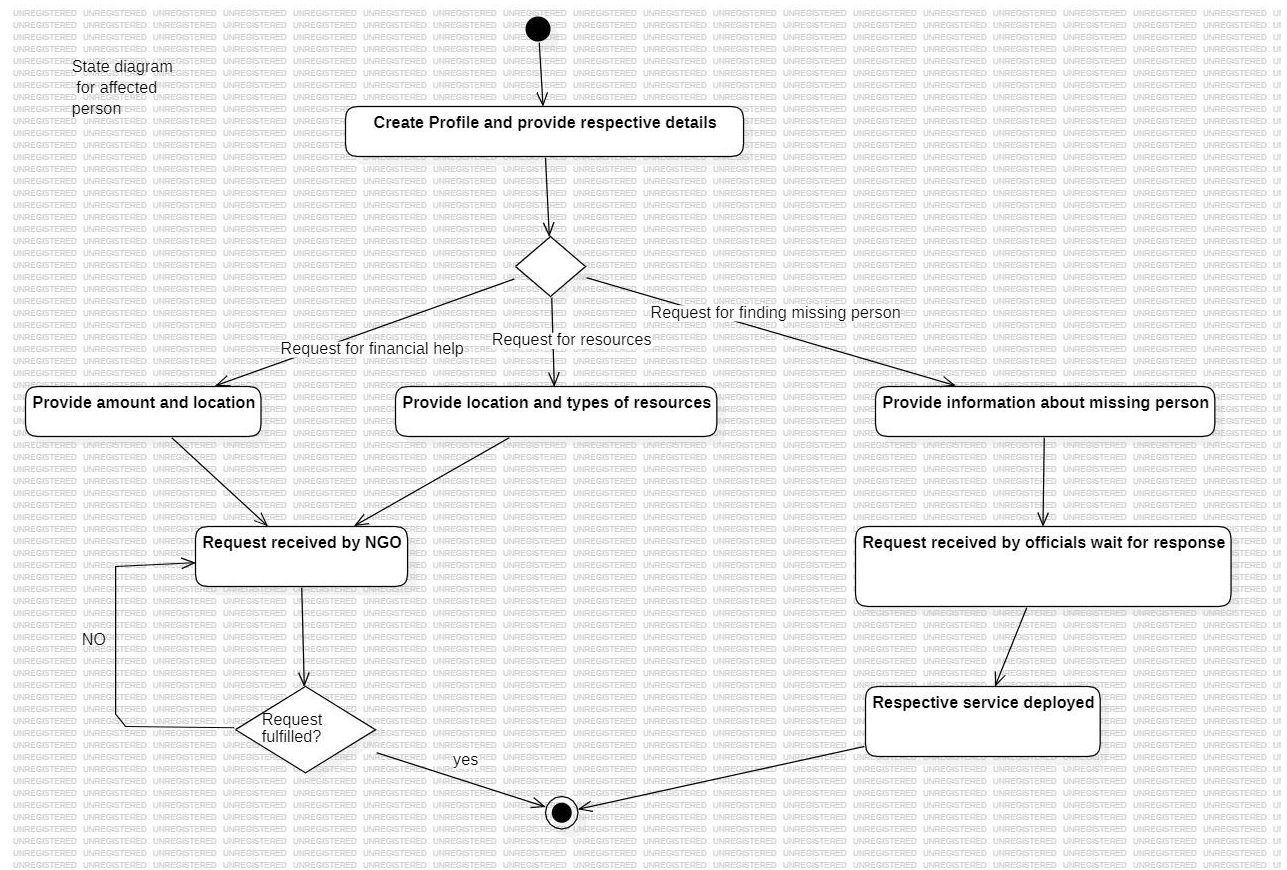 State diagram
for affected
person
Create Profile and provide respective details
Request for finding missing person
Request for resources
Request for financial help
Provide amount and location
Provide location and types of resources
Provide information about missing person
Request received by NGO
Request received by officials wait for response
NO
Respective service deployed
Request
fulfilled?
yes
UNREGISTERED